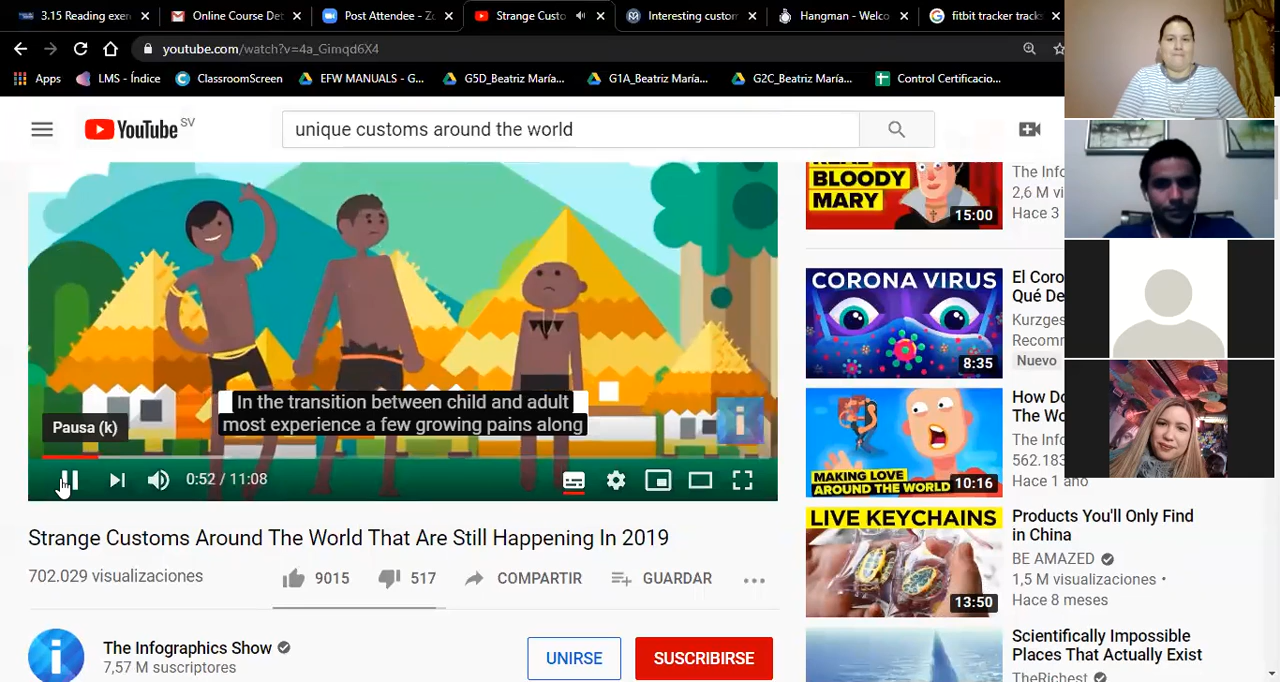 3.15 Reading exer
Online Course Det
Post Attendee - Zo
Strange Custo
Interesting custom
Hangman - Welco
fitbit tracker track
youtube.com/watch?v=4a_Gimqd6X4
Apps
LMS - Índice
ClassroomScreen
EFW MANUALS - G...
G5D_Beatriz María...
G1A_Beatriz María...
G2C_Beatriz María...
Control Certificacio...
YouTube SV
unique customs around the world
REAL
BLOODY
MARY
15:00
The Info
2,6 M vi
Hace 3
In the transition between child and adult
most experience a few growing pains along
Pausa (k)
0:52 / 11:08
CORONA VIRUS
8:35
El Coro
Qué De
Kurzges
Recomm
Nuevo
MAKING LOVE
AROUND THE WORLD
10:16
How Do
The Wo
The Info
562.183
Hace 1 año
Strange Customs Around The World That Are Still Happening In 2019
702.029 visualizaciones
9015
517
COMPARTIR
GUARDAR
LIVE KEYCHAINS
13:50
Products You'll Only Find
in China
BE AMAZED
1,5 M visualizaciones •
Hace 8 meses
The Infographics Show
7,57 M suscriptores
UNIRSE
SUSCRIBIRSE
Scientifically Impossible
Places That Actually Exist
TheRichest